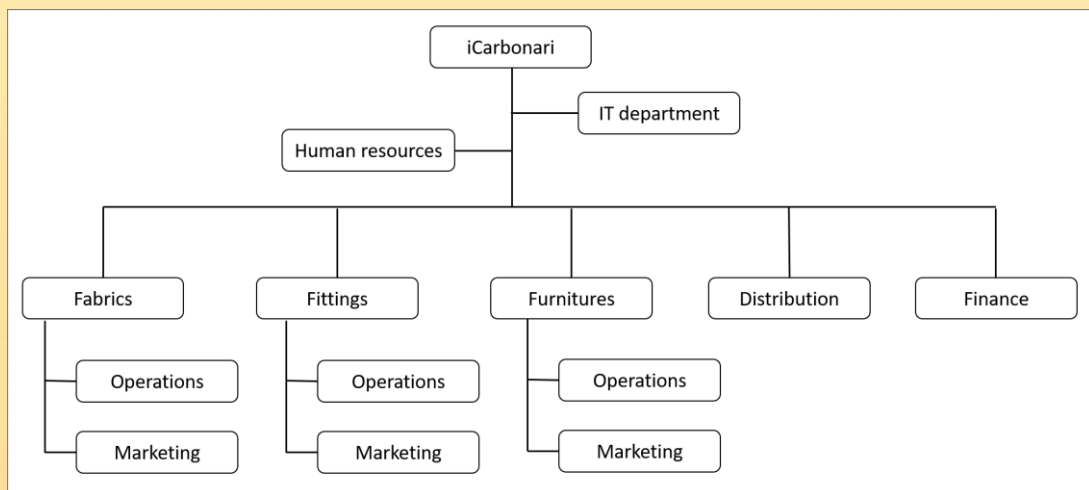 iCarbonari
IT department
Human resources
Fabrics
Fittings
Furnitures
Distribution
Finance
Operations
Operations
Operations
Marketing
Marketing
Marketing